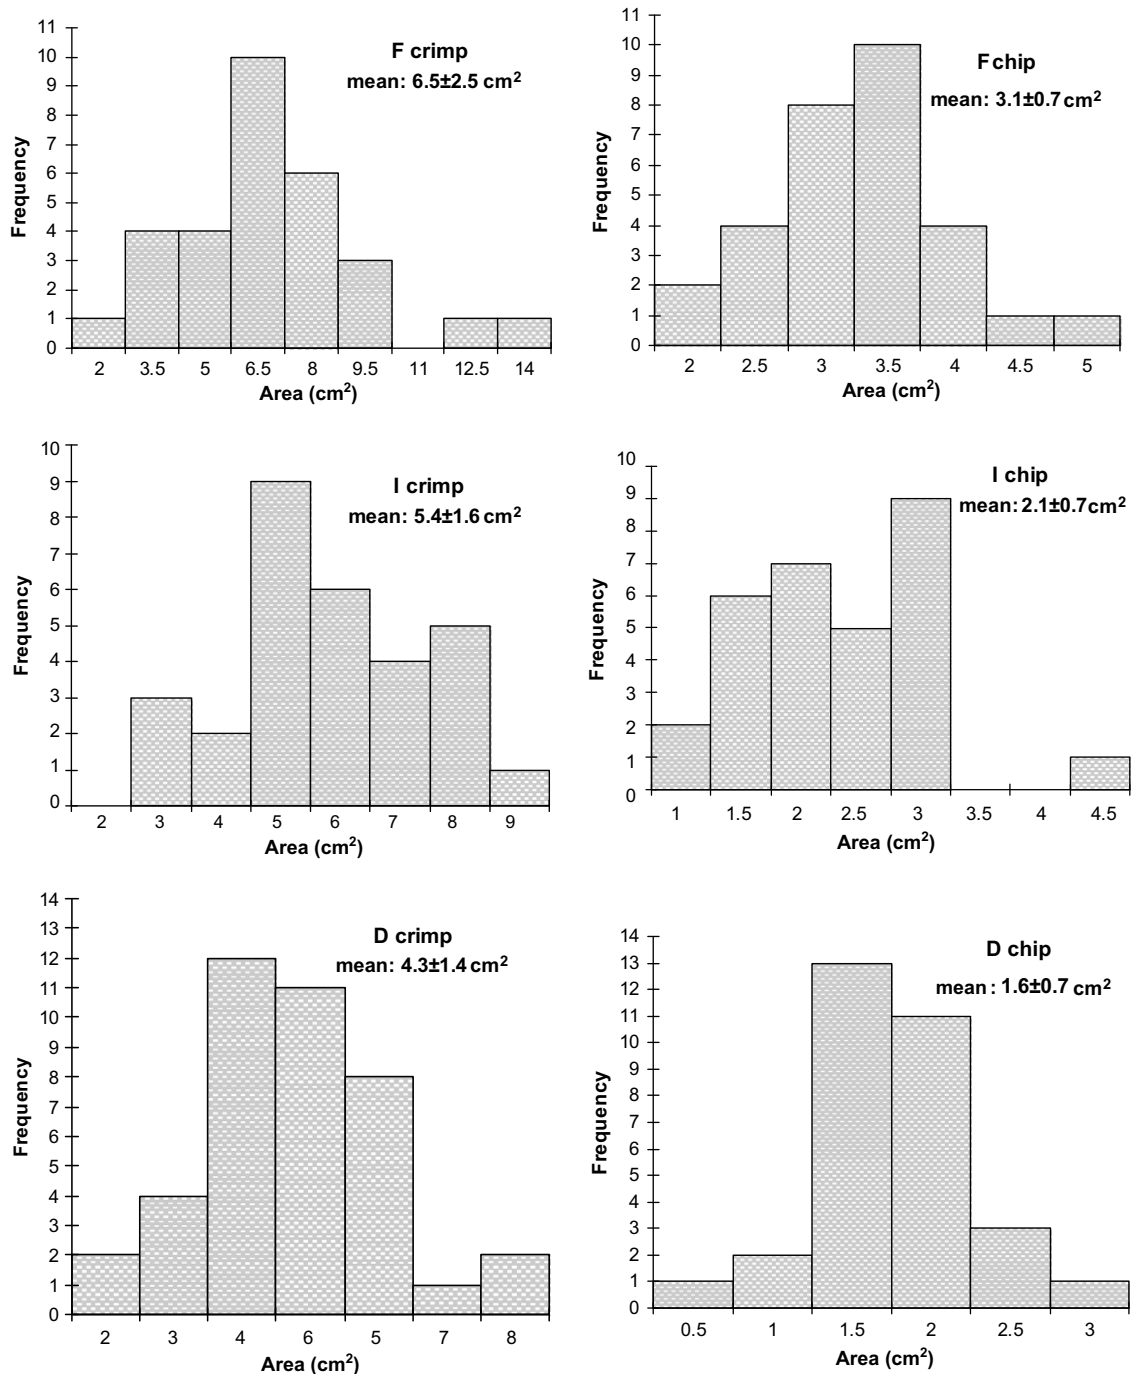 F crimp
mean: 6.5±2.5 cm²
11
10
9
8
7
6
5
4
3
2
1
0
Frequency
2 3.5 5 6.5 8 9.5 11 12.5 14
Area (cm²)
F chip
mean: 3.1±0.7 cm²
11
10
9
8
7
6
5
4
3
2
1
0
Frequency
2 2.5 3 3.5 4 4.5 5
Area (cm²)
I crimp
mean: 5.4±1.6 cm²
10
9
8
7
6
5
4
3
2
1
0
Frequency
2 3 4 5 6 7 8 9
Area (cm²)
I chip
mean: 2.1±0.7 cm²
10
9
8
7
6
5
4
3
2
1
0
Frequency
1 1.5 2 2.5 3 3.5 4 4.5
Area (cm²)
D crimp
mean: 4.3±1.4 cm²
14
13
12
11
10
9
8
7
6
5
4
3
2
1
0
Frequency
2 3 4 6 5 7 8
Area (cm²)
D chip
mean : 1.6±0.7 cm²
14
13
12
11
10
9
8
7
6
5
4
3
2
1
0
Frequency
0.5 1 1.5 2 2.5 3
Area (cm²)